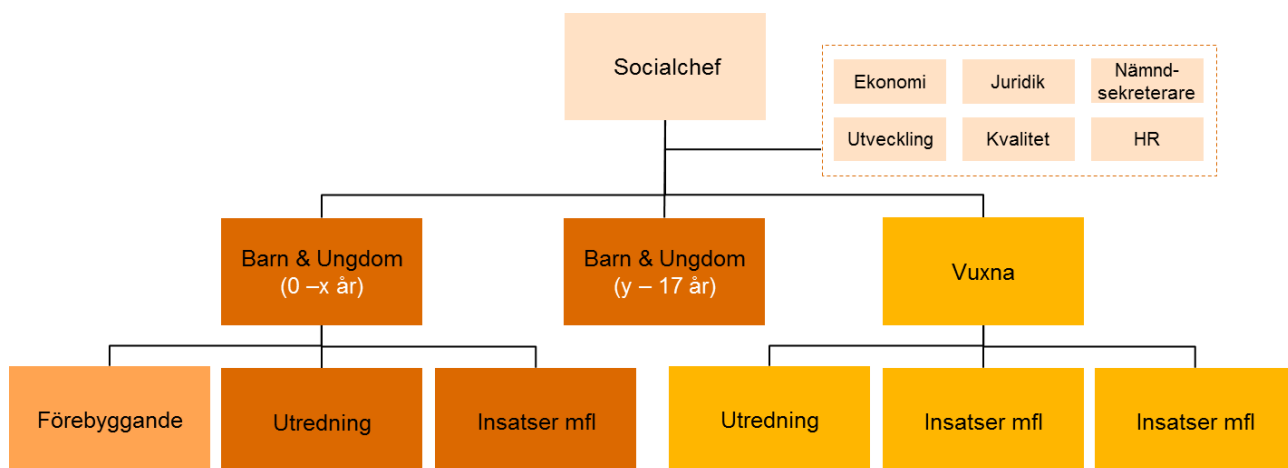 Socialchef
Ekonomi
Juridik
Nämnd-
sekreterare
Utveckling
Kvalitet
HR
Barn & Ungdom
(0 –x år)
Barn & Ungdom
(y – 17 år)
Vuxna
Förebyggande
Utredning
Insatser mfl
Utredning
Insatser mfl
Insatser mfl